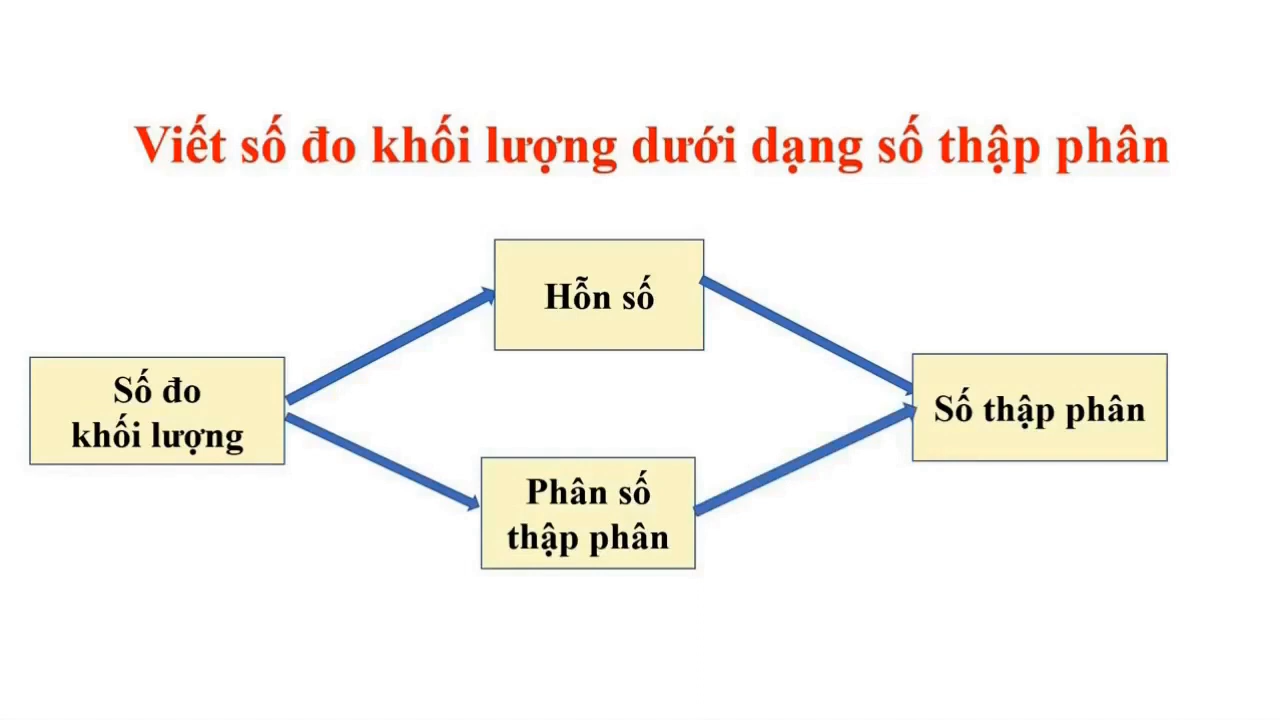 Viết số đo khối lượng dưới dạng số thập phân
Hỗn số
Số đo
khối lượng
Số thập phân
Phân số
thập phân